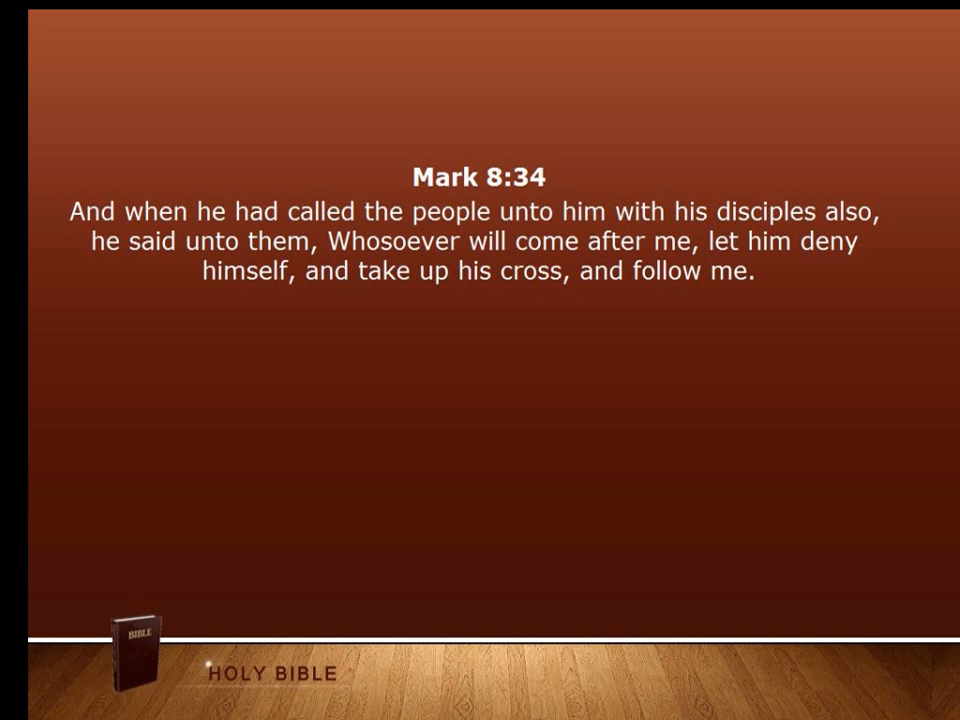 Mark 8:34
And when he had called the people unto him with his disciples also,
he said unto them, Whosoever will come after me, let him deny
himself, and take up his cross, and follow me.
BIBLE
HOLY BIBLE